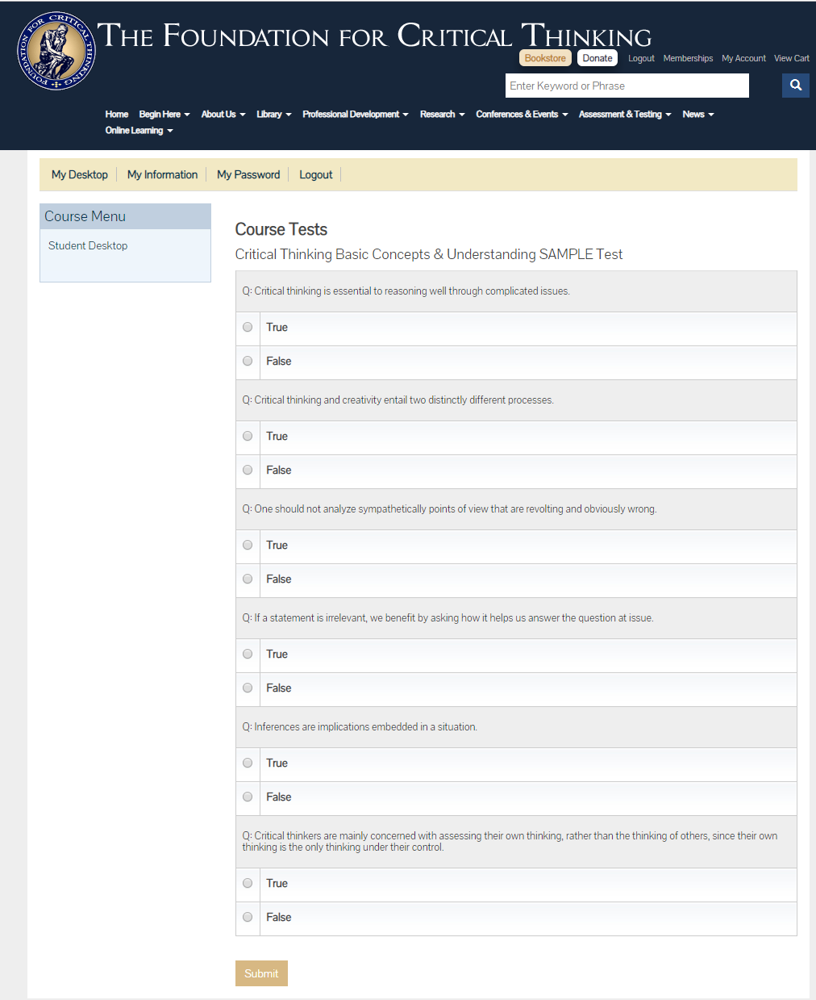 FOUNDATION FOR CRITICAL THINKING
THE FOUNDATION FOR CRITICAL THINKING
Bookstore Donate Logout Memberships My Account View Cart
Enter Keyword or Phrase
Home Begin Here About Us Library Professional Development Research Conferences & Events Assessment & Testing News
Online Learning
My Desktop My Information My Password Logout
Course Menu
Student Desktop
Course Tests
Critical Thinking Basic Concepts & Understanding SAMPLE Test
Q: Critical thinking is essential to reasoning well through complicated issues.
True
False
Q: Critical thinking and creativity entail two distinctly different processes.
True
False
Q: One should not analyze sympathetically points of view that are revolting and obviously wrong.
True
False
Q: If a statement is irrelevant, we benefit by asking how it helps us answer the question at issue.
True
False
Q: Inferences are implications embedded in a situation.
True
False
Q: Critical thinkers are mainly concerned with assessing their own thinking, rather than the thinking of others, since their own
thinking is the only thinking under their control.
True
False
Submit